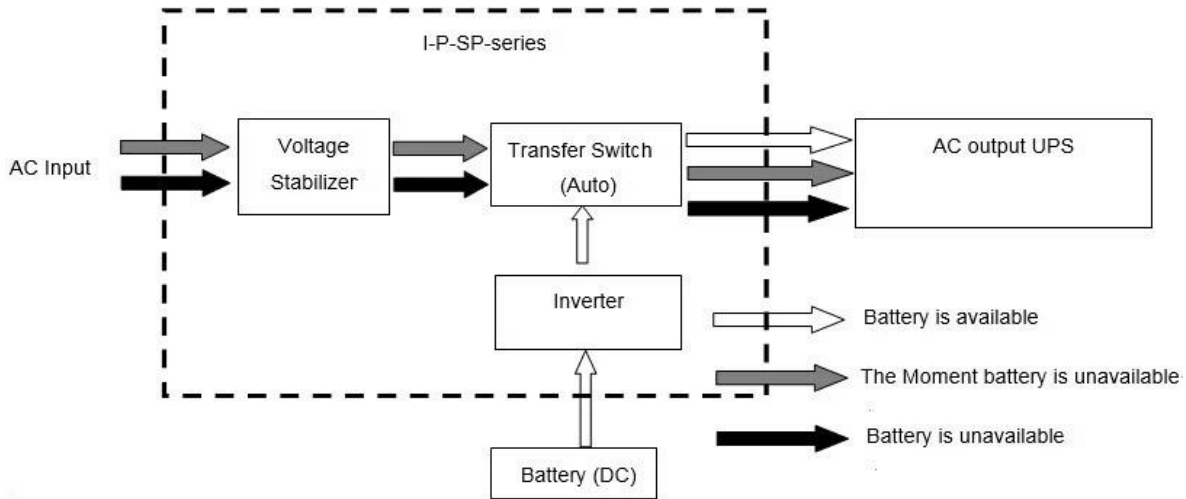 I-P-SP-series
AC Input
Voltage
Stabilizer
Transfer Switch
(Auto)
AC output UPS
Inverter
Battery is available
The Moment battery is unavailable
Battery is unavailable
Battery (DC)